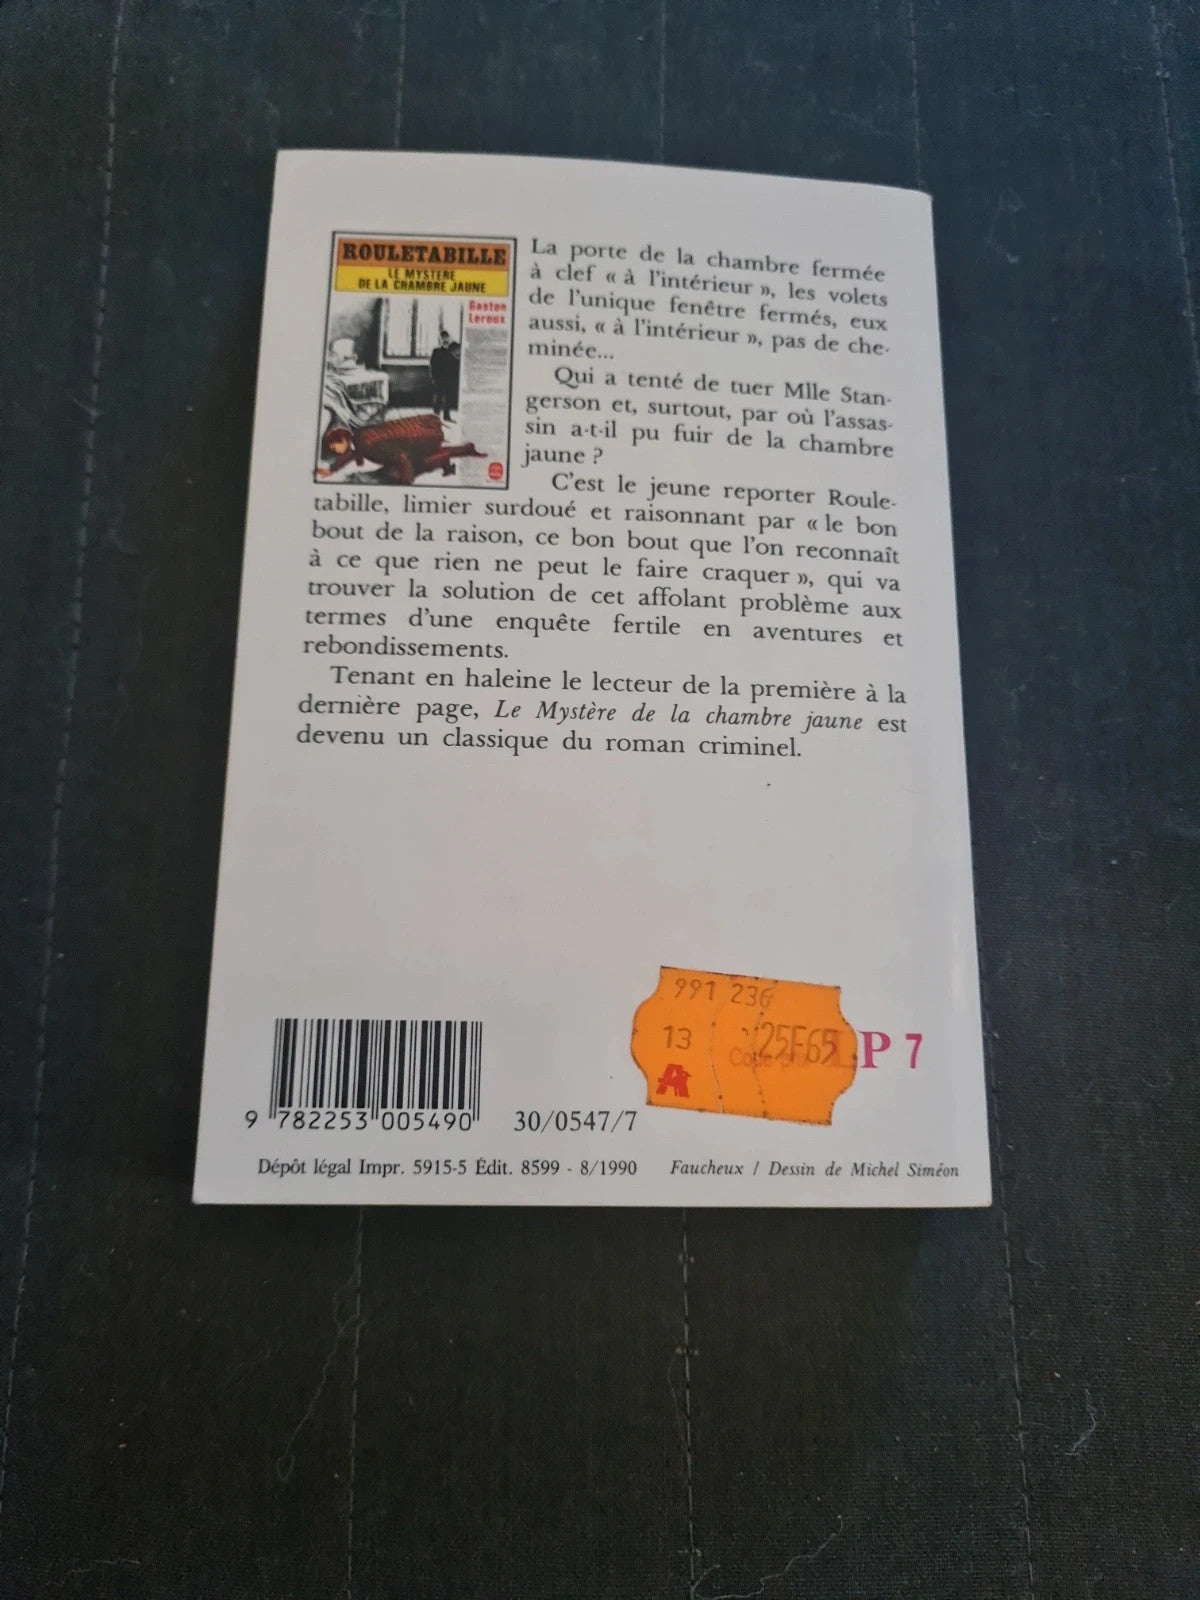 ROULETABILLE
LE MYSTÈRE
DE LA CHAMBRE JAUNE
Gaston
Leroux
La porte de la chambre fermée
à clef « à l'intérieur », les volets
de l'unique fenêtre fermés, eux
aussi, « à l'intérieur », pas de che-
minée...
Qui a tenté de tuer Mlle Stan-
gerson et, surtout, par où l'assas-
sin a-t-il pu fuir de la chambre
jaune ?
C'est le jeune reporter Roule-
tabille, limier surdoué et raisonnant par « le bon
bout de la raison, ce bon bout que l'on reconnaît
à ce que rien ne peut le faire craquer », qui va
trouver la solution de cet affolant problème aux
termes d'une enquête fertile en aventures et
rebondissements.
Tenant en haleine le lecteur de la première à la
dernière page, Le Mystère de la chambre jaune est
devenu un classique du roman criminel.
991 236
13 25F65
A
P 7
9 782253 005490
30/0547/7
Dépôt légal Impr. 5915-5 Édit. 8599 - 8/1990 Faucheux / Dessin de Michel Siméon